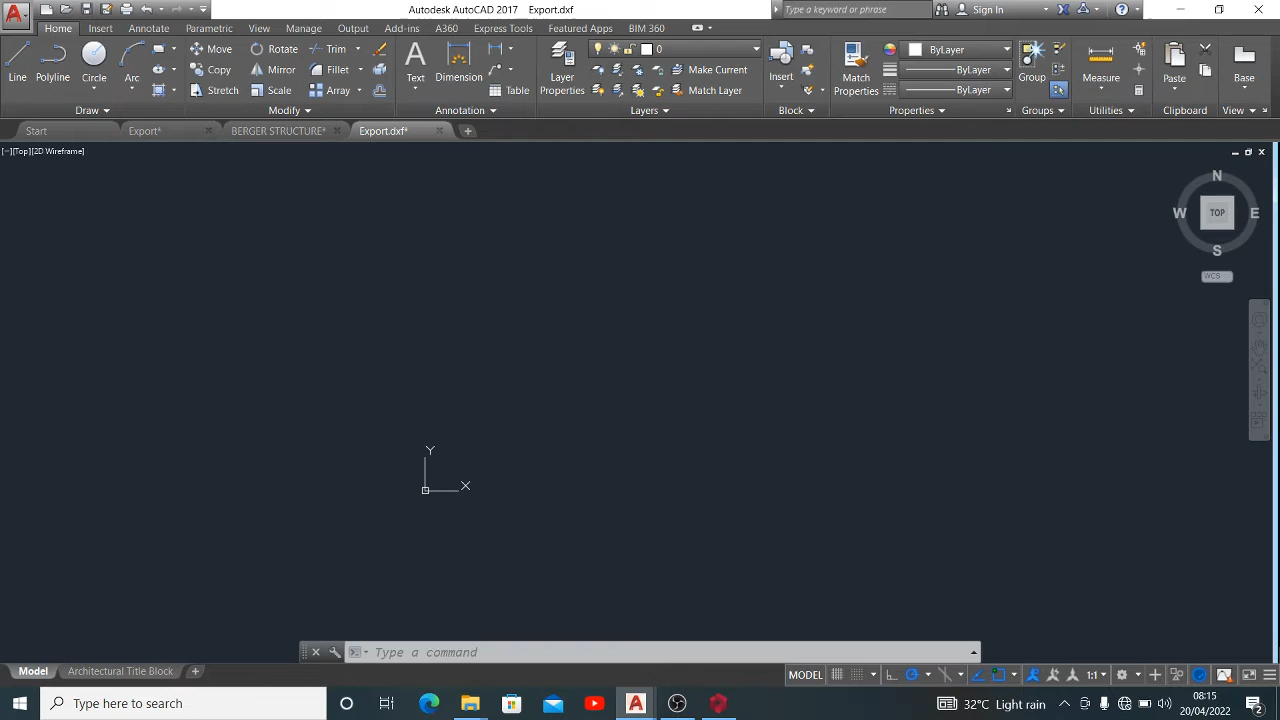 Autodesk AutoCAD 2017 Export.dxf
Type a keyword or phrase
Sign In
Home Insert Annotate Parametric View Manage Output Add-ins A360 Express Tools Featured Apps BIM 360
Line
Polyline
Circle
Arc
Move
Copy
Stretch
Rotate
Mirror
Scale
Trim
Fillet
Array
Text
Dimension
Table
Layer
Properties
0
Make Current
Match Layer
Insert
Match
Properties
ByLayer
ByLayer
ByLayer
Group
Measure
Paste
Base
Draw
Modify
Annotation
Layers
Block
Properties
Groups
Utilities
Clipboard
View
Start
Export*
BERGER STRUCTURE*
Export.dxf*
[−][Top][2D Wireframe]
N
W
TOP
E
S
WCS
Y
X
Type a command
Model
Architectural Title Block
MODEL
1:1
Type here to search
32°C Light rain
08:15
20/04/2022
2